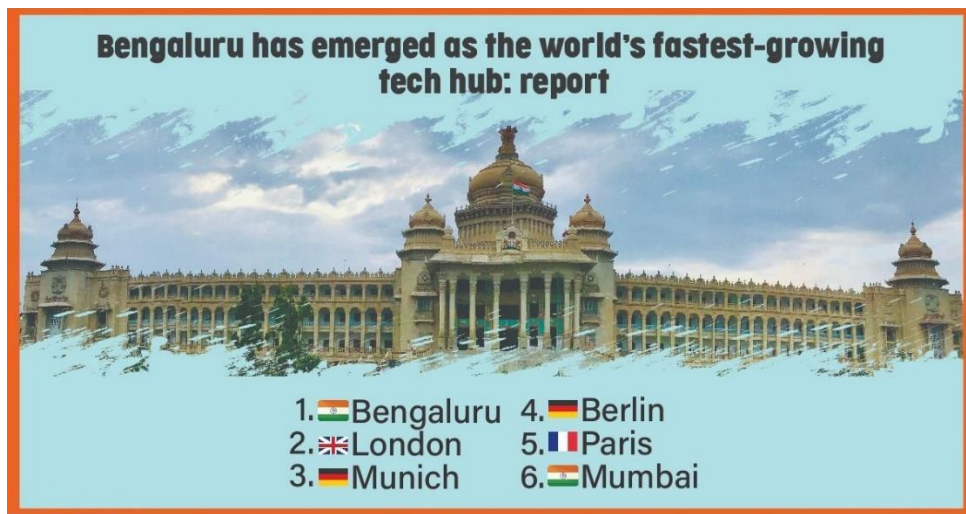 Bengaluru has emerged as the world's fastest-growing
tech hub: report
1. Bengaluru
2. London
3. Munich
4. Berlin
5. Paris
6. Mumbai